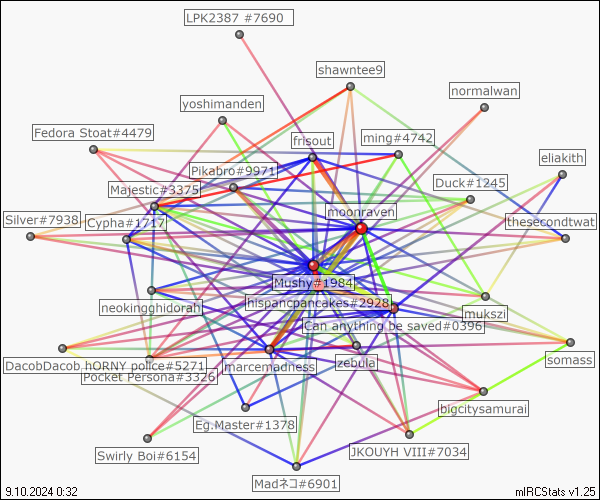 LPK2387 #7690
shawntee9
normalwan
yoshimanden
Fedora Stoat#4479
frisout
ming#4742
eliakith
Pikabro#9971
Majestic#3375
Duck#1245
moonraven
Silver#7938
Cypha#1717
thesecondtwat
Mushy#1984
hispancpancakes#2928
neokingghidorah
mukszi
Can anything be saved#0396
DacobDacob hORNY police#5271
Pocket Persona#3326
marcemadness
zebula
somass
bigcitysamurai
Eg.Master#1378
Swirly Boi#6154
JKOUYH VIII#7034
Madネコ#6901
9.10.2024 0:32
mIRCStats v1.25